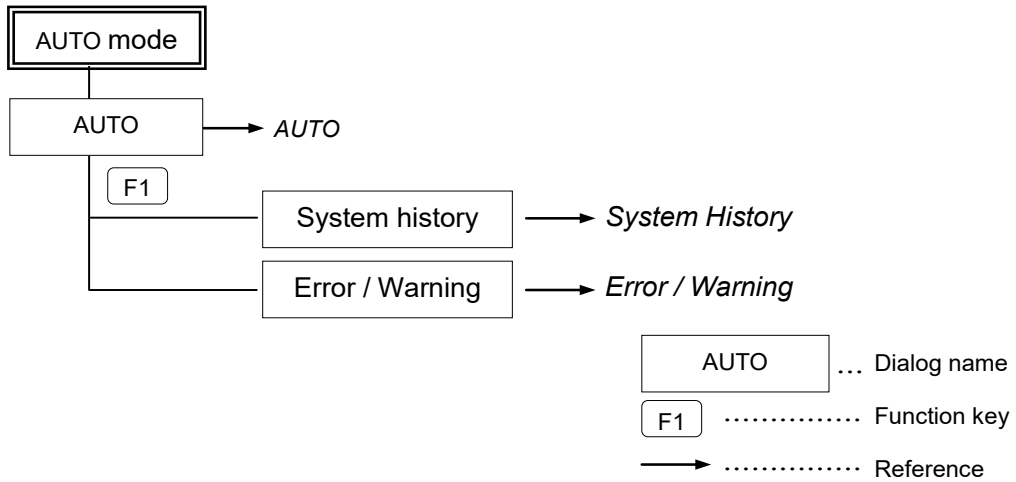 AUTO mode
AUTO
AUTO
F1
System history
System History
Error / Warning
Error / Warning
AUTO … Dialog name
F1 …………… Function key
…………… Reference